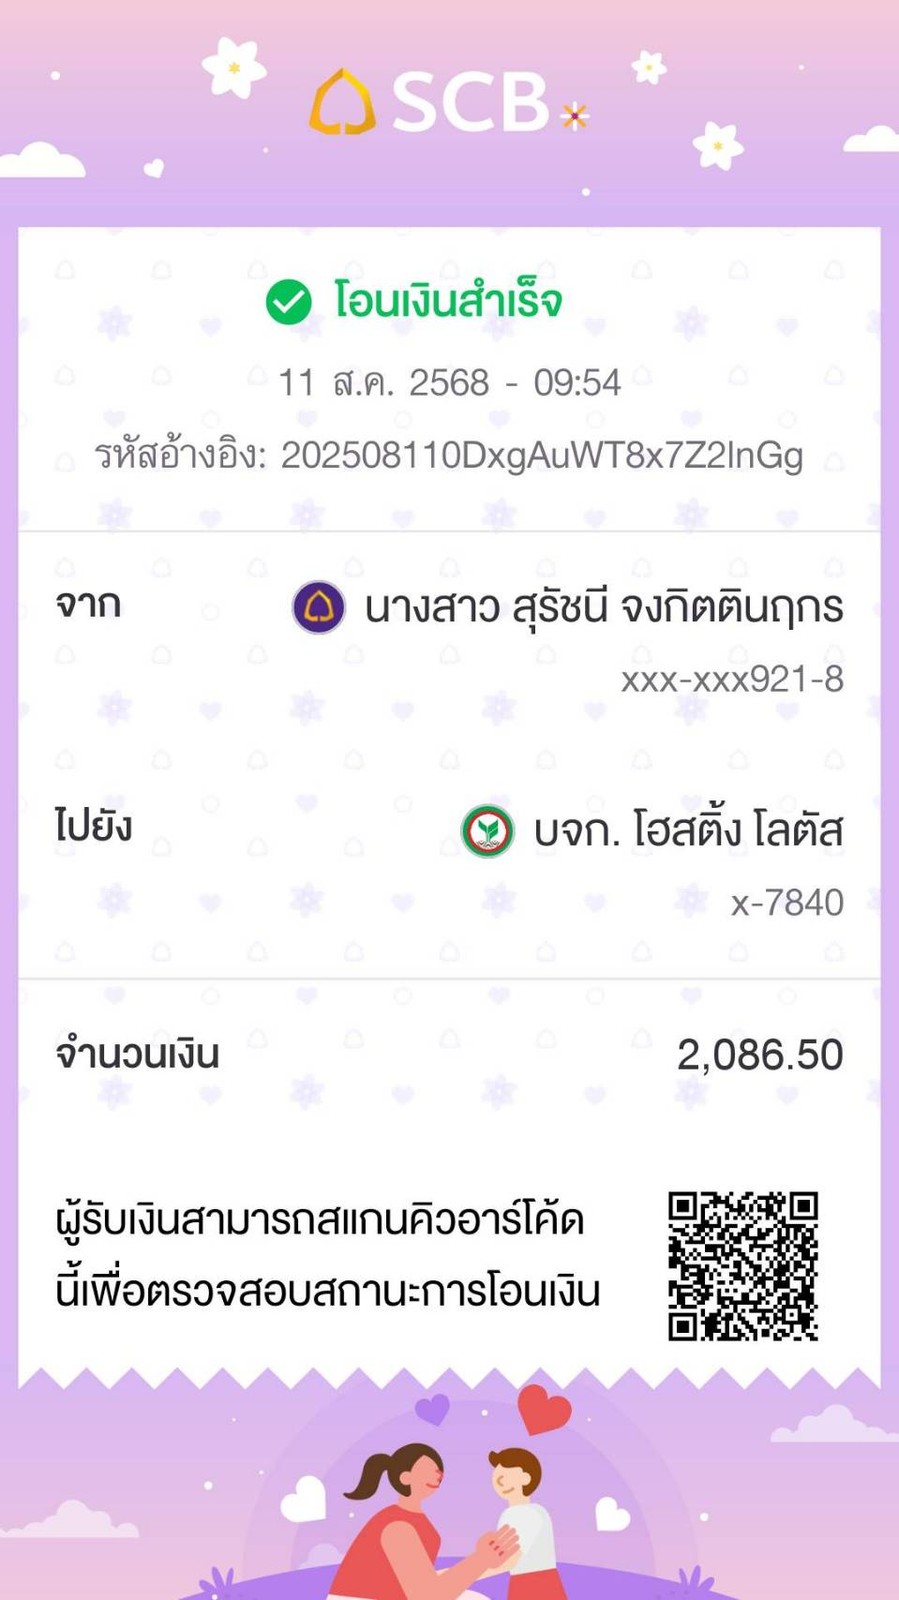 SCB
โอนเงินสำเร็จ
11 ส.ค. 2568 - 09:54
รหัสอ้างอิง: 202508110DxgAuWT8x7Z2InGg
จาก นางสาว สุรัชนี จงกิตตินฤกร
xxx-xxx921-8
ไปยัง บจก. โฮสติ้ง โลตัส
x-7840
จำนวนเงิน 2,086.50
ผู้รับเงินสามารถสแกนคิวอาร์โค้ด
นี้เพื่อตรวจสอบสถานะการโอนเงิน